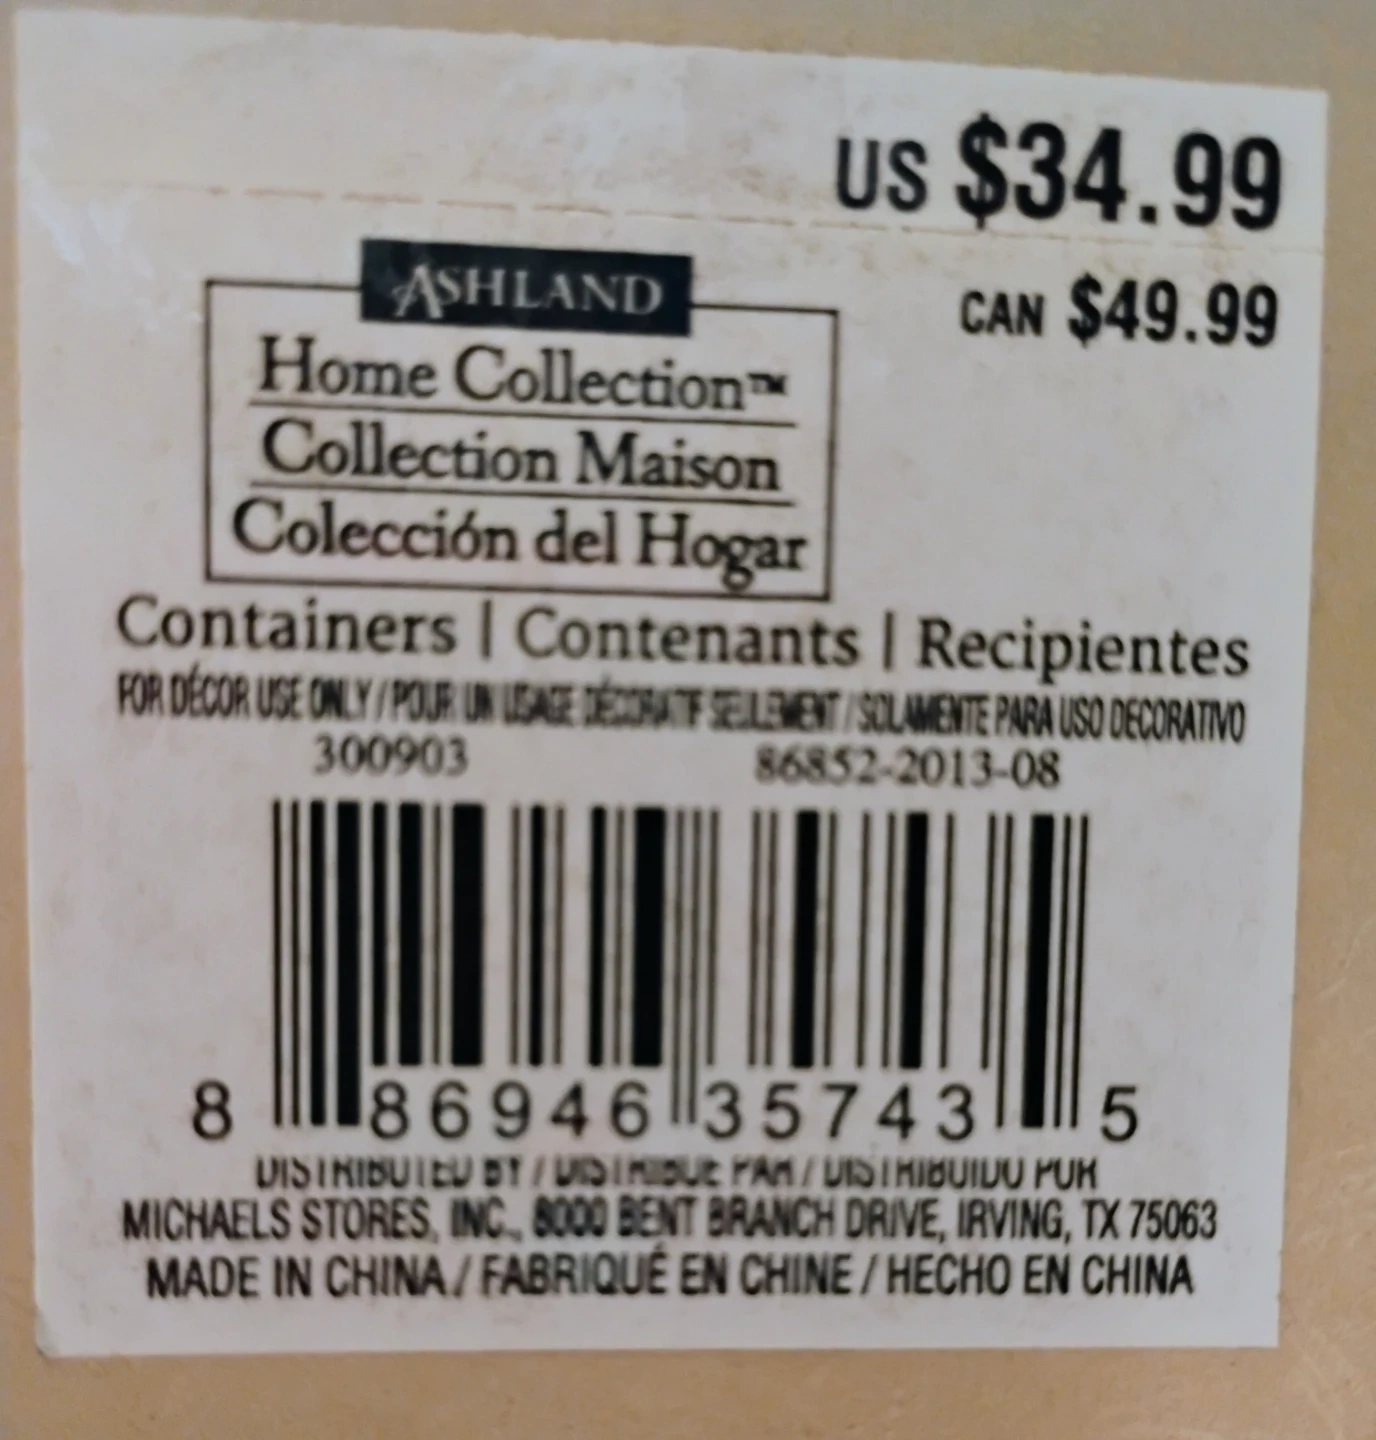 US $34.99
CAN $49.99
ASHLAND
Home Collection™
Collection Maison
Colección del Hogar
Containers | Contenants | Recipientes
FOR DÉCOR USE ONLY / POUR UN USAGE DÉCORATIF SEULEMENT / SOLAMENTE PARA USO DECORATIVO
300903 86852-2013-08
8 86946 35743 5
DISTRIBUTED BY / DISTRIBUÉ PAR / DISTRIBUIDO POR
MICHAELS STORES, INC., 8000 BENT BRANCH DRIVE, IRVING, TX 75063
MADE IN CHINA / FABRIQUÉ EN CHINE / HECHO EN CHINA